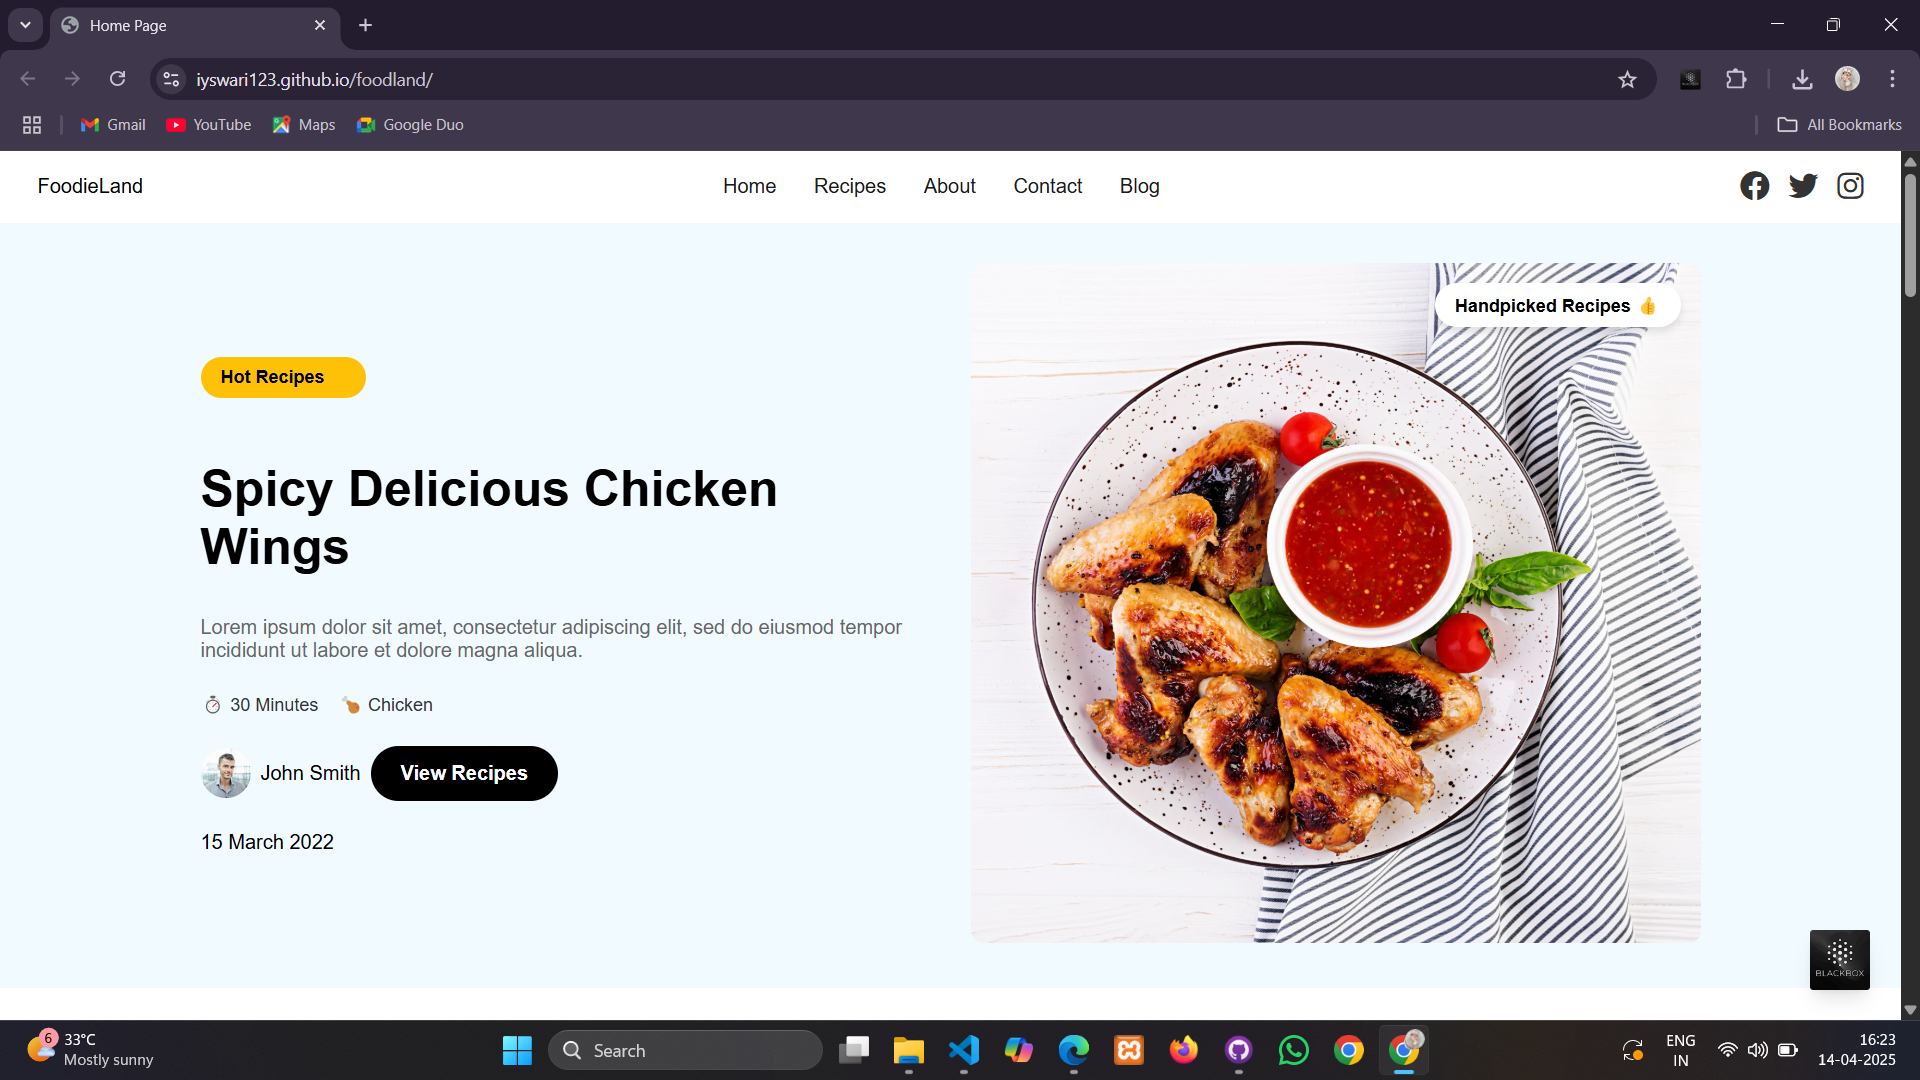 Home Page
iyswari123.github.io/foodland/
Gmail
YouTube
Maps
Google Duo
All Bookmarks
FoodieLand
Home
Recipes
About
Contact
Blog
Handpicked Recipes 👍
Hot Recipes
Spicy Delicious Chicken
Wings
Lorem ipsum dolor sit amet, consectetur adipiscing elit, sed do eiusmod tempor
incididunt ut labore et dolore magna aliqua.
30 Minutes
Chicken
John Smith
View Recipes
15 March 2022
BLACKBOX
6
33°C
Mostly sunny
Search
ENG
IN
16:23
14-04-2025